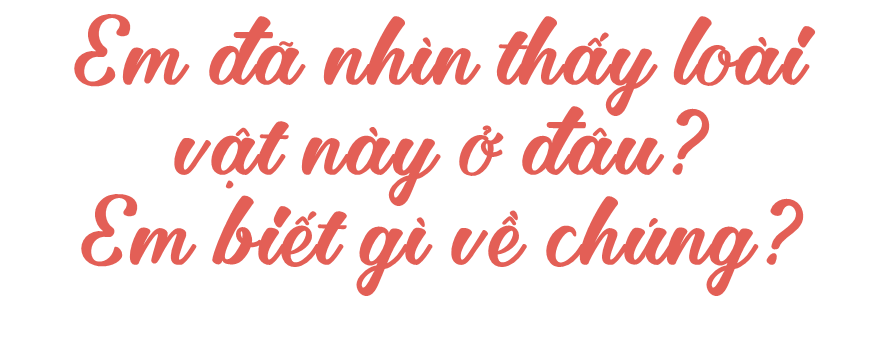 Em đã nhìn thấy loài
vật này ở đâu?
Em biết gì về chúng?